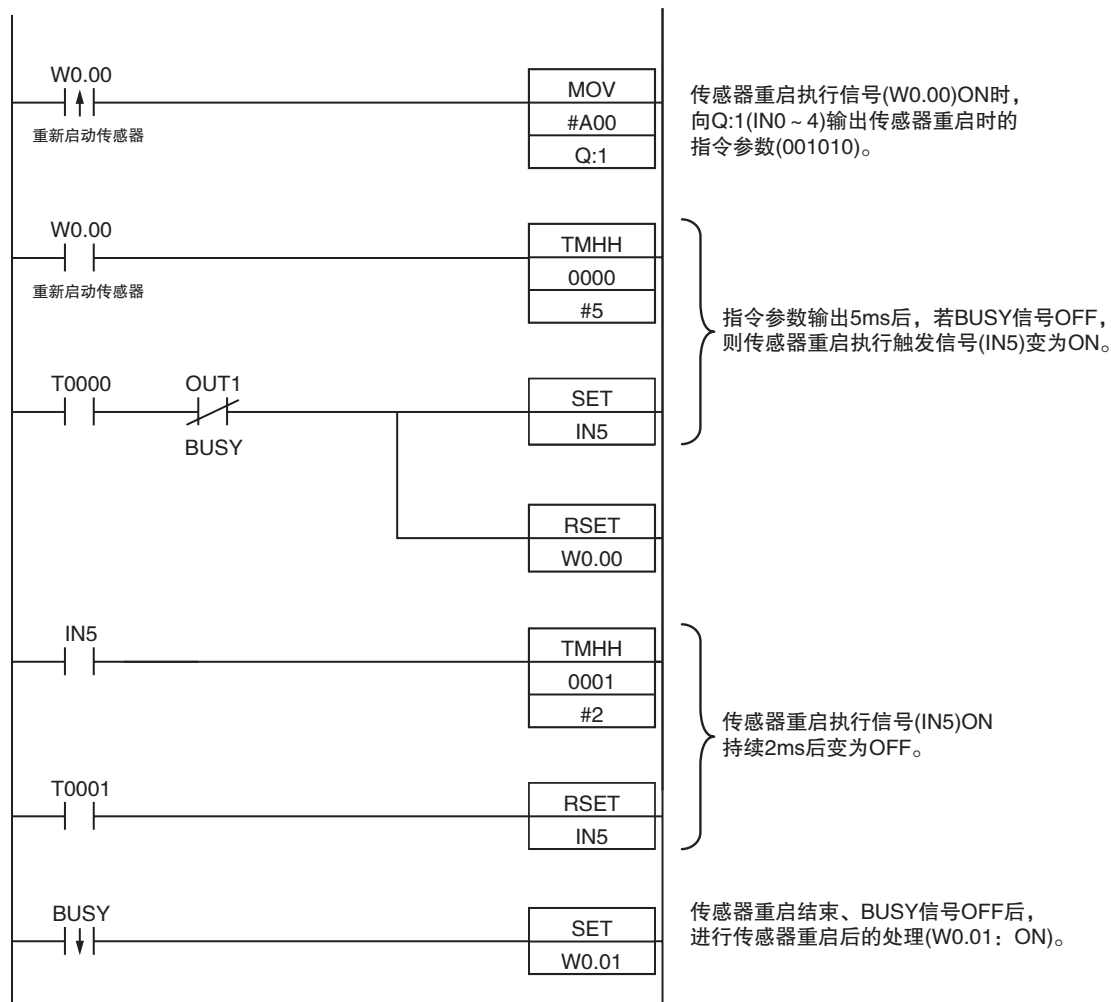 W0.00
重新启动传感器
MOV
#A00
Q:1
传感器重启执行信号(W0.00)ON时，
向Q:1(IN0 ~ 4)输出传感器重启时的
指令参数(001010)。
W0.00
重新启动传感器
TMHH
0000
#5
指令参数输出5ms后，若BUSY信号OFF，
则传感器重启执行触发信号(IN5)变为ON。
T0000
OUT1
BUSY
SET
IN5
RSET
W0.00
IN5
TMHH
0001
#2
传感器重启执行信号(IN5)ON
持续2ms后变为OFF。
T0001
RSET
IN5
BUSY
SET
W0.01
传感器重启结束、BUSY信号OFF后，
进行传感器重启后的处理(W0.01：ON)。